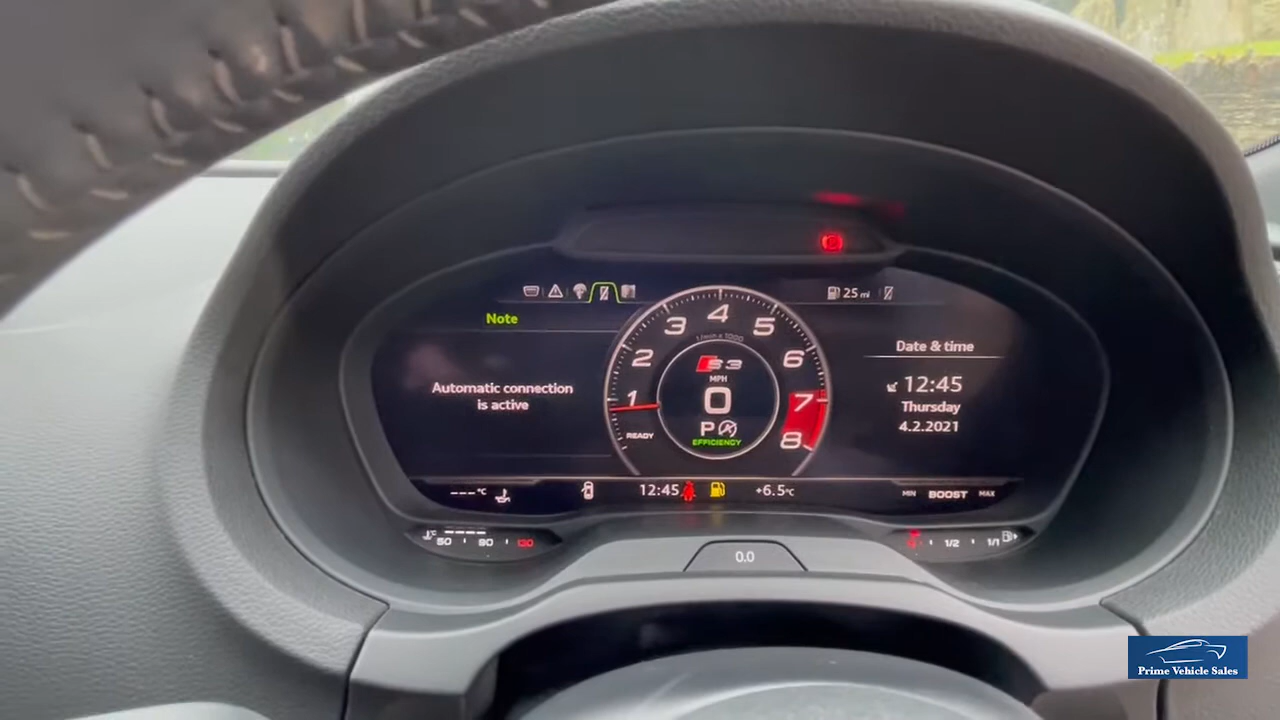 25 mi
Note
Automatic connection
is active
1 2 3 4 5 6 7 8
1/min x 1000
S3
MPH
0
P
EFFICIENCY
READY
Date & time
12:45
Thursday
4.2.2021
---°C
12:45
+6.5°C
MIN BOOST MAX
°C
50 90 130
1/2 1/1
0.0
Prime Vehicle Sales